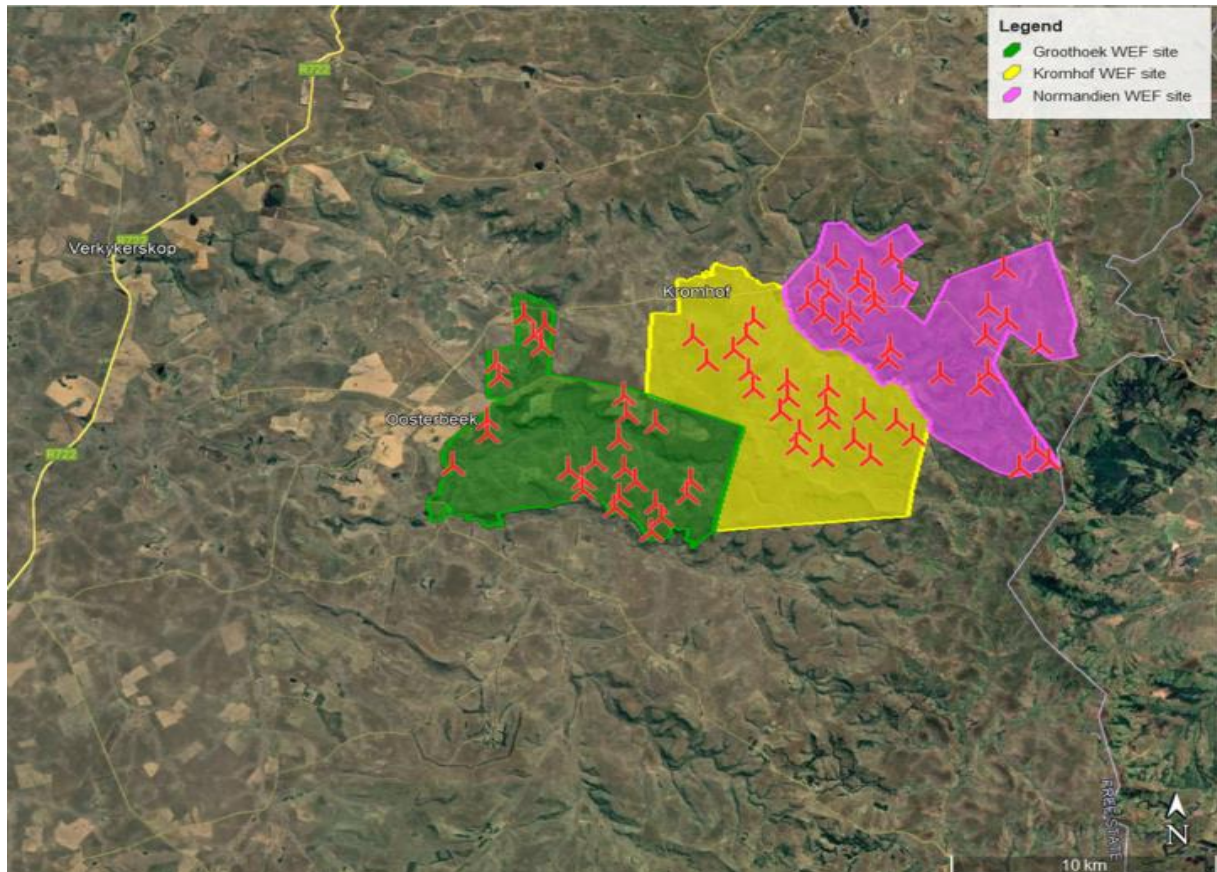 Legend
Groothoek WEF site
Kromhof WEF site
Normandien WEF site
R722
R722
Verkykerskop
Kromhof
Oosterbeek
R722
FREE STATE
N
10 km